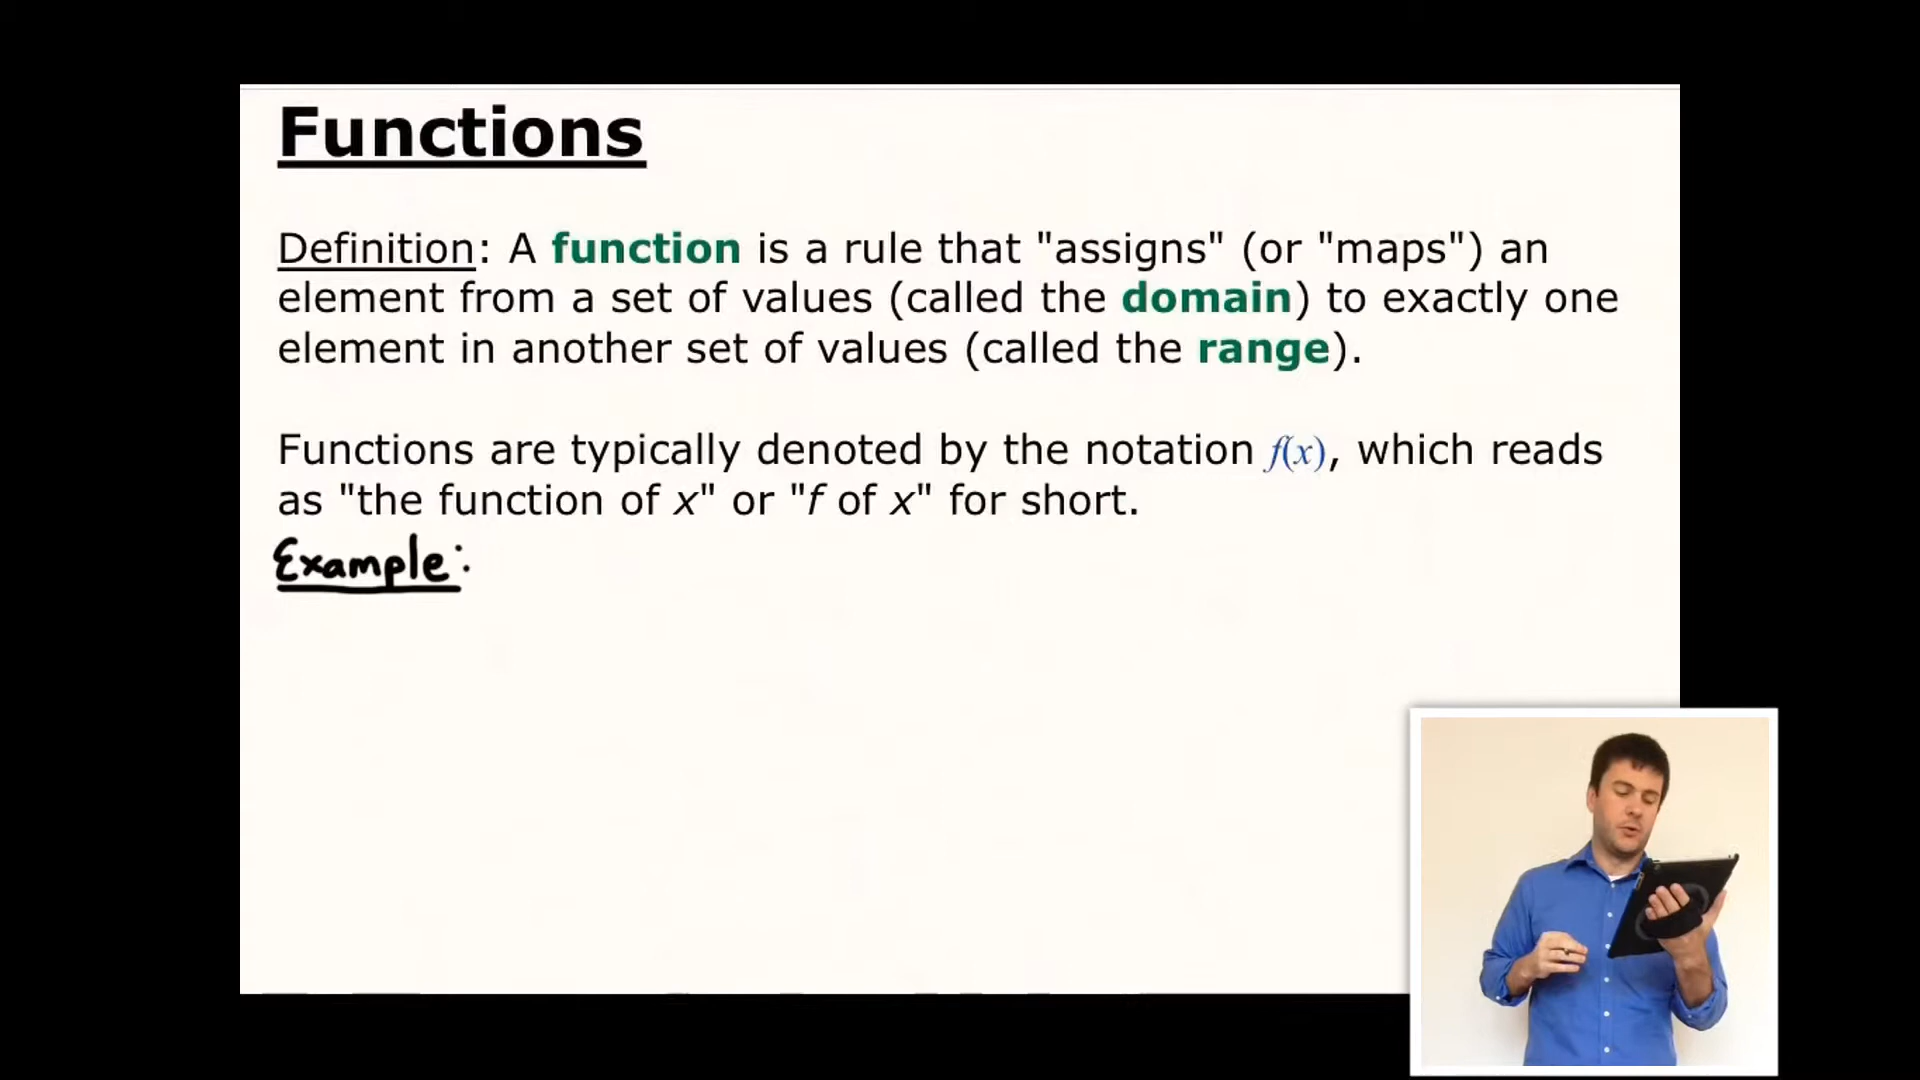 Functions
Definition: A function is a rule that "assigns" (or "maps") an
element from a set of values (called the domain) to exactly one
element in another set of values (called the range).
Functions are typically denoted by the notation f(x), which reads
as "the function of x" or "f of x" for short.
Example: